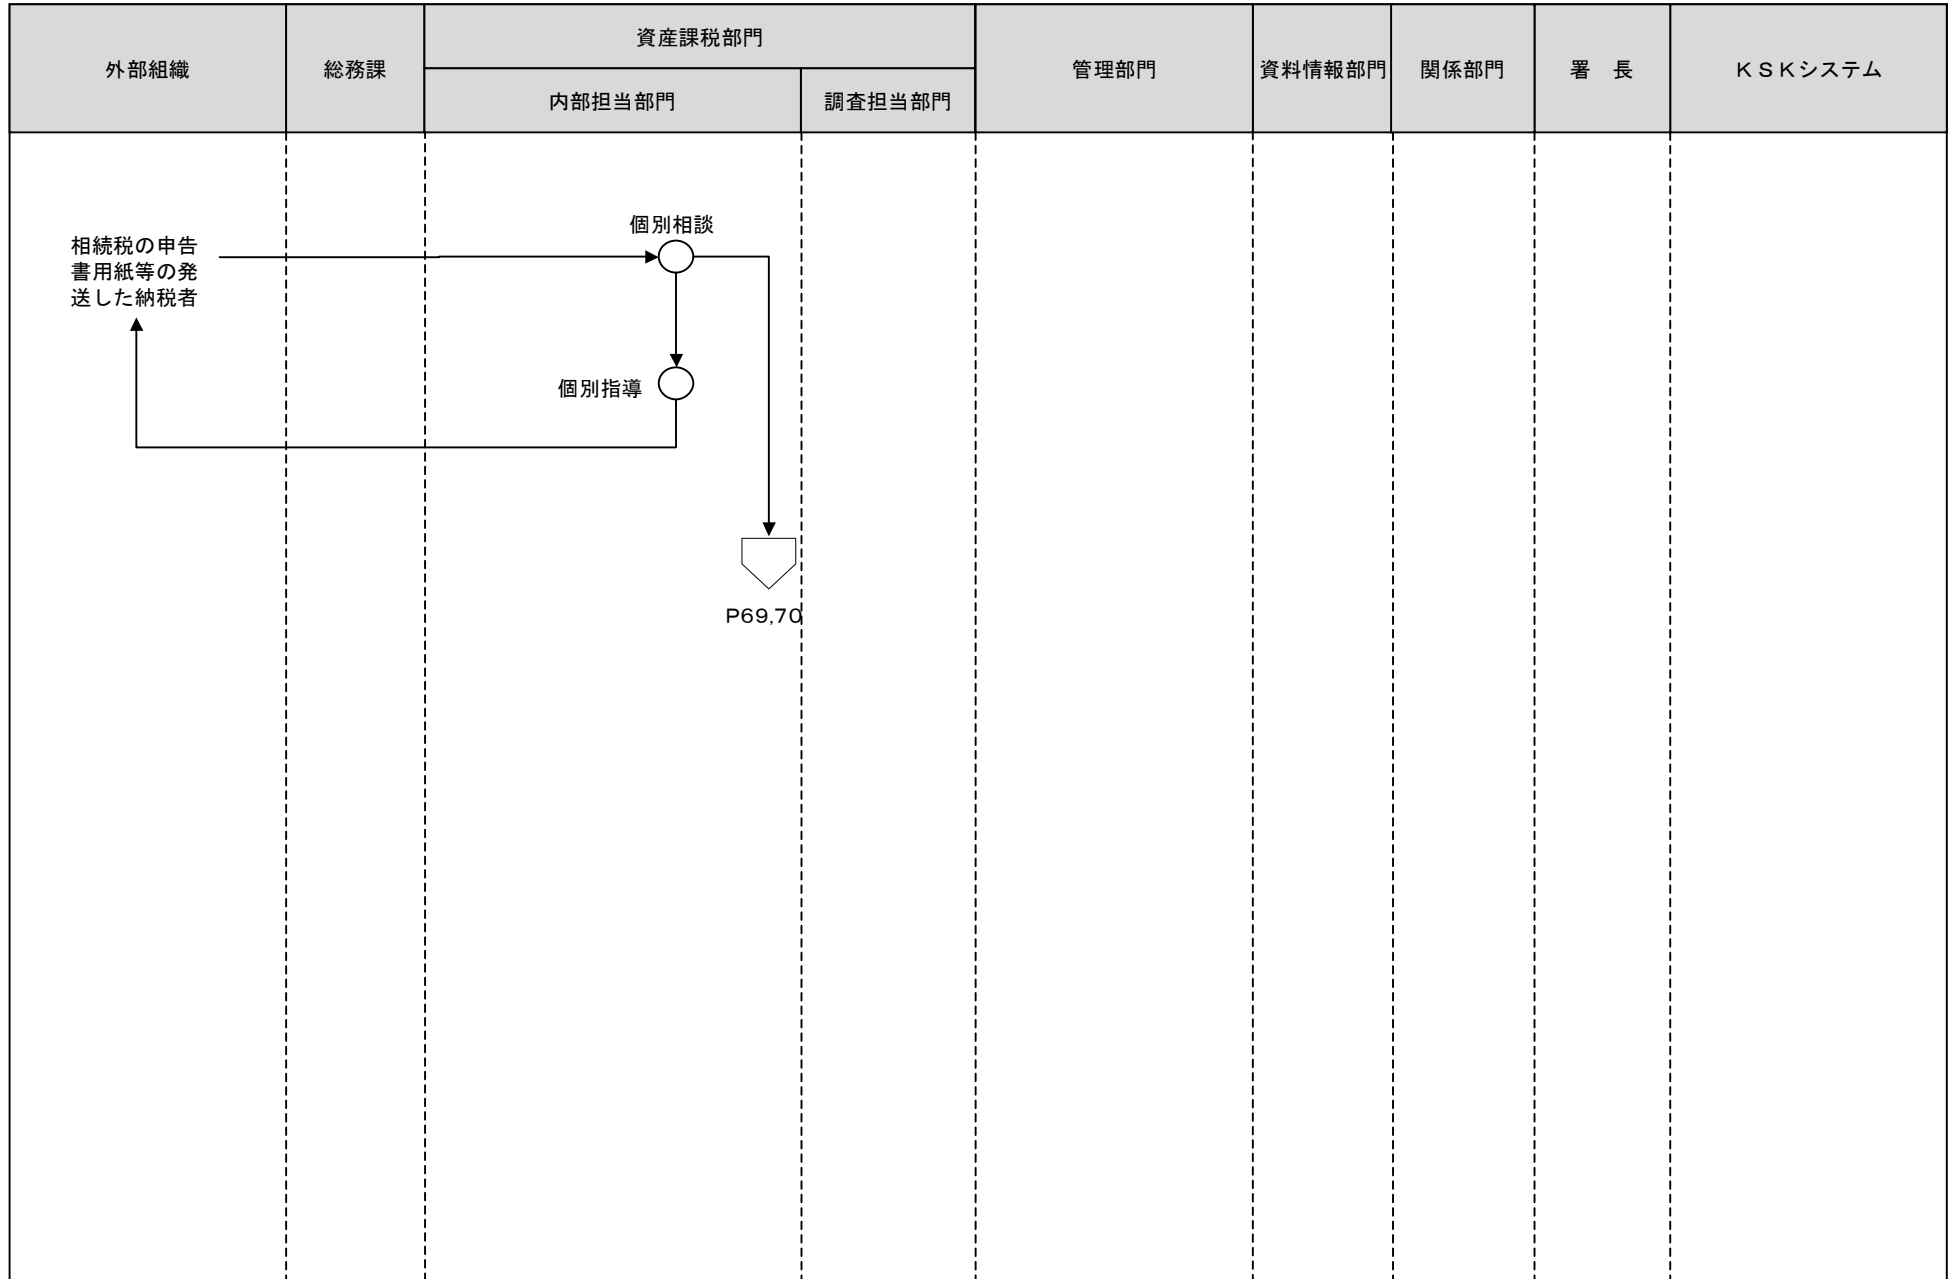 資産課税部門
外部組織
総務課
内部担当部門
調査担当部門
管理部門
資料情報部門
関係部門
署　長
ＫＳＫシステム
個別相談
相続税の申告
書用紙等の発
送した納税者
個別指導
P69,70